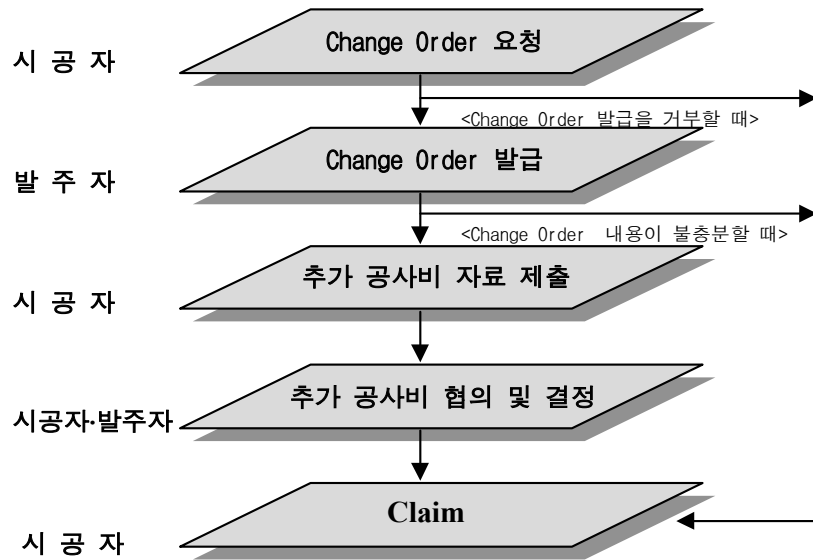 Change Order 요청
시 공 자
<Change Order 발급을 거부할 때>
Change Order 발급
발 주 자
<Change Order 내용이 불충분할 때>
추가 공사비 자료 제출
시 공 자
추가 공사비 협의 및 결정
시공자·발주자
Claim
시 공 자